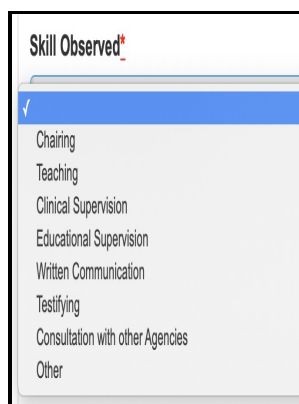 Skill Observed*
✓
Chairing
Teaching
Clinical Supervision
Educational Supervision
Written Communication
Testifying
Consultation with other Agencies
Other